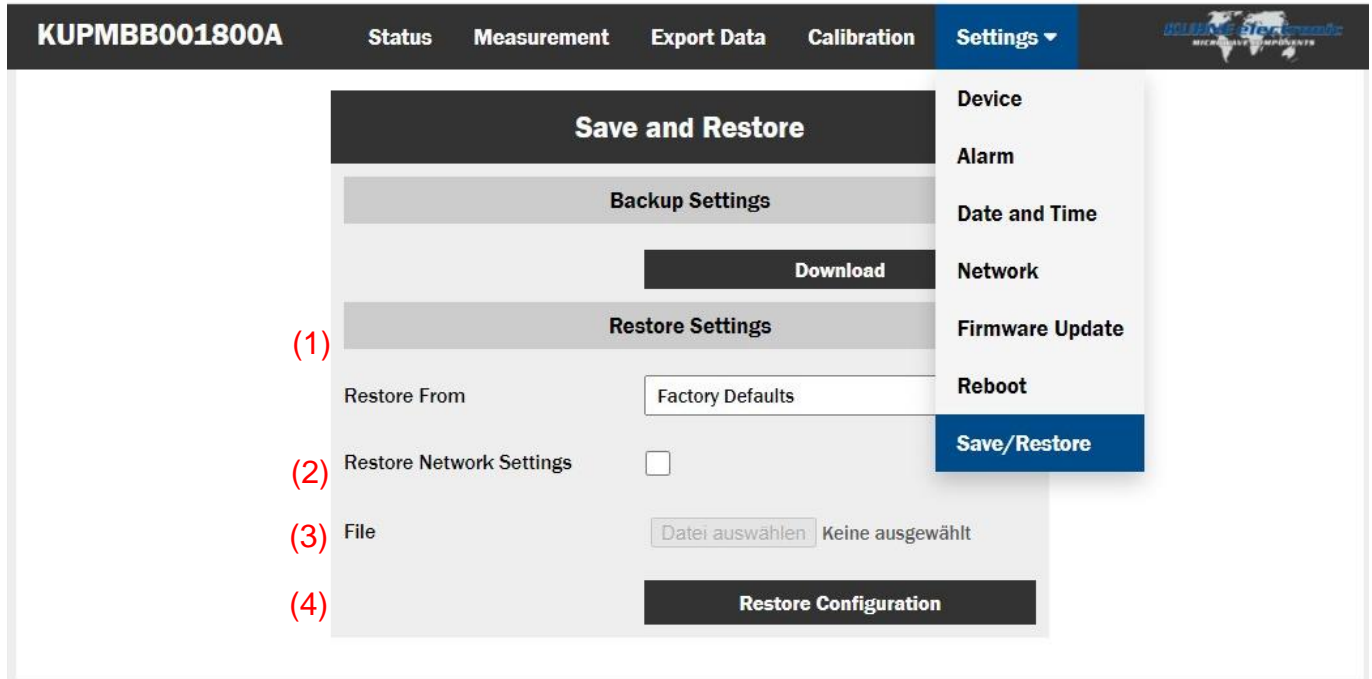 KUPMBB001800A Status Measurement Export Data Calibration Settings
MICROWAVE COMPONENTS
Device
Alarm
Date and Time
Network
Firmware Update
Reboot
Save/Restore
Save and Restore
Backup Settings
Download
(1) Restore Settings
Restore From Factory Defaults
(2) Restore Network Settings
(3) File Datei auswählen Keine ausgewählt
(4) Restore Configuration